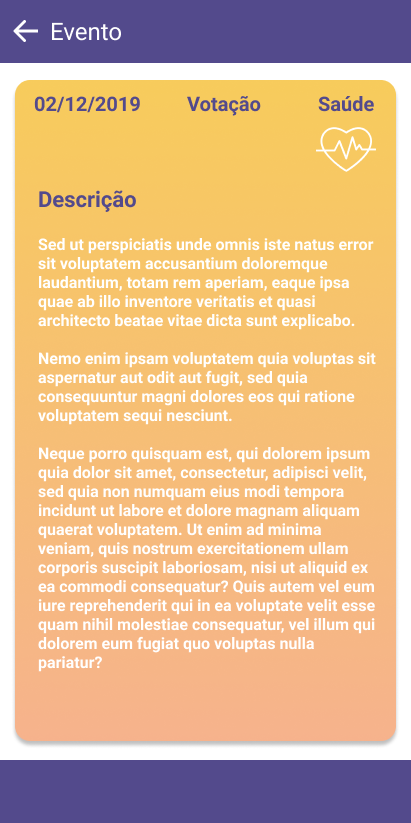 Evento
02/12/2019 Votação Saúde
Descrição
Sed ut perspiciatis unde omnis iste natus error
sit voluptatem accusantium doloremque
laudantium, totam rem aperiam, eaque ipsa
quae ab illo inventore veritatis et quasi
architecto beatae vitae dicta sunt explicabo.
Nemo enim ipsam voluptatem quia voluptas sit
aspernatur aut odit aut fugit, sed quia
consequuntur magni dolores eos qui ratione
voluptatem sequi nesciunt.
Neque porro quisquam est, qui dolorem ipsum
quia dolor sit amet, consectetur, adipisci velit,
sed quia non numquam eius modi tempora
incidunt ut labore et dolore magnam aliquam
quaerat voluptatem. Ut enim ad minima
veniam, quis nostrum exercitationem ullam
corporis suscipit laboriosam, nisi ut aliquid ex
ea commodi consequatur? Quis autem vel eum
iure reprehenderit qui in ea voluptate velit esse
quam nihil molestiae consequatur, vel illum qui
dolorem eum fugiat quo voluptas nulla
pariatur?